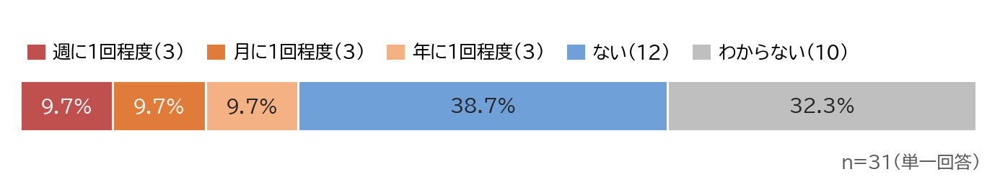 週に1回程度(3) 月に1回程度(3) 年に1回程度(3) ない(12) わからない(10)
9.7% 9.7% 9.7% 38.7% 32.3%
n=31(単一回答)